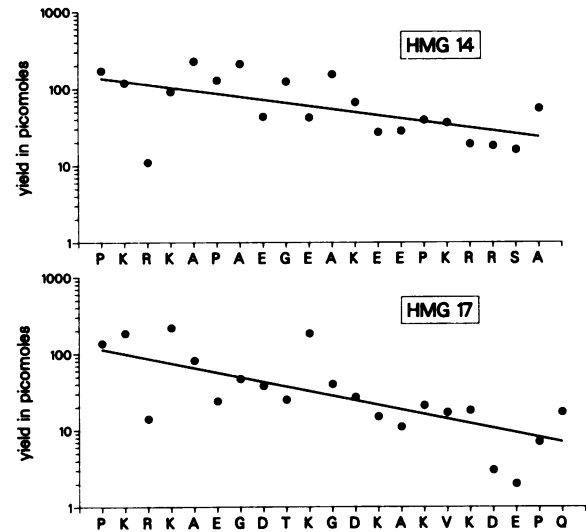 1000
HMG 14
100
10
1
yield in picomoles
P K R K A P A E G E A K E E P K R R S A
1000
HMG 17
100
10
1
yield in picomoles
P K R K A E G D T K G D K A K V K D E P Q